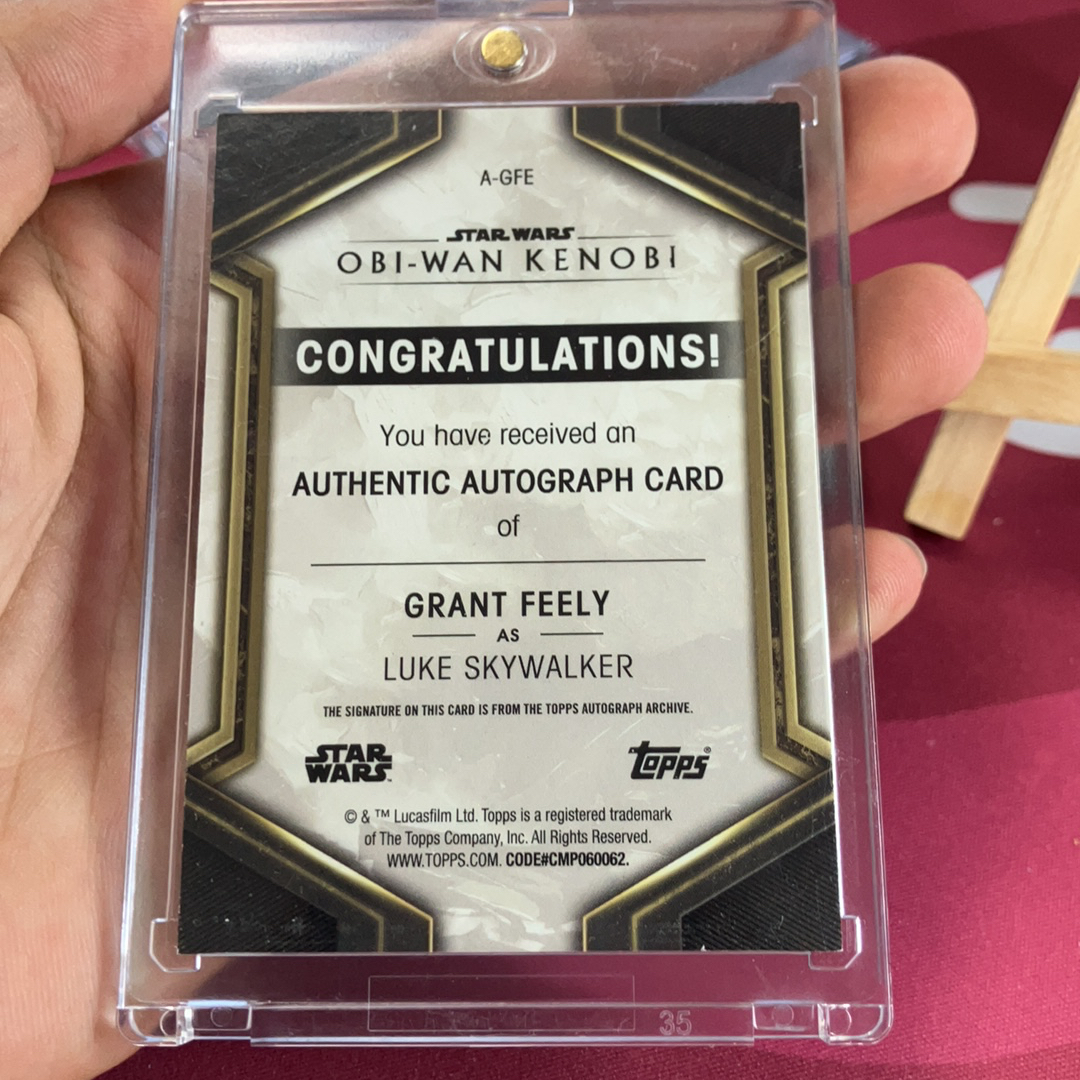 A-GFE
STAR WARS
OBI-WAN KENOBI
CONGRATULATIONS!
You have received an
AUTHENTIC AUTOGRAPH CARD
of
GRANT FEELY
AS
LUKE SKYWALKER
THE SIGNATURE ON THIS CARD IS FROM THE TOPPS AUTOGRAPH ARCHIVE.
STAR WARS™ topps®
© & ™ Lucasfilm Ltd. Topps is a registered trademark
of The Topps Company, Inc. All Rights Reserved.
WWW.TOPPS.COM. CODE#CMP060062.
35